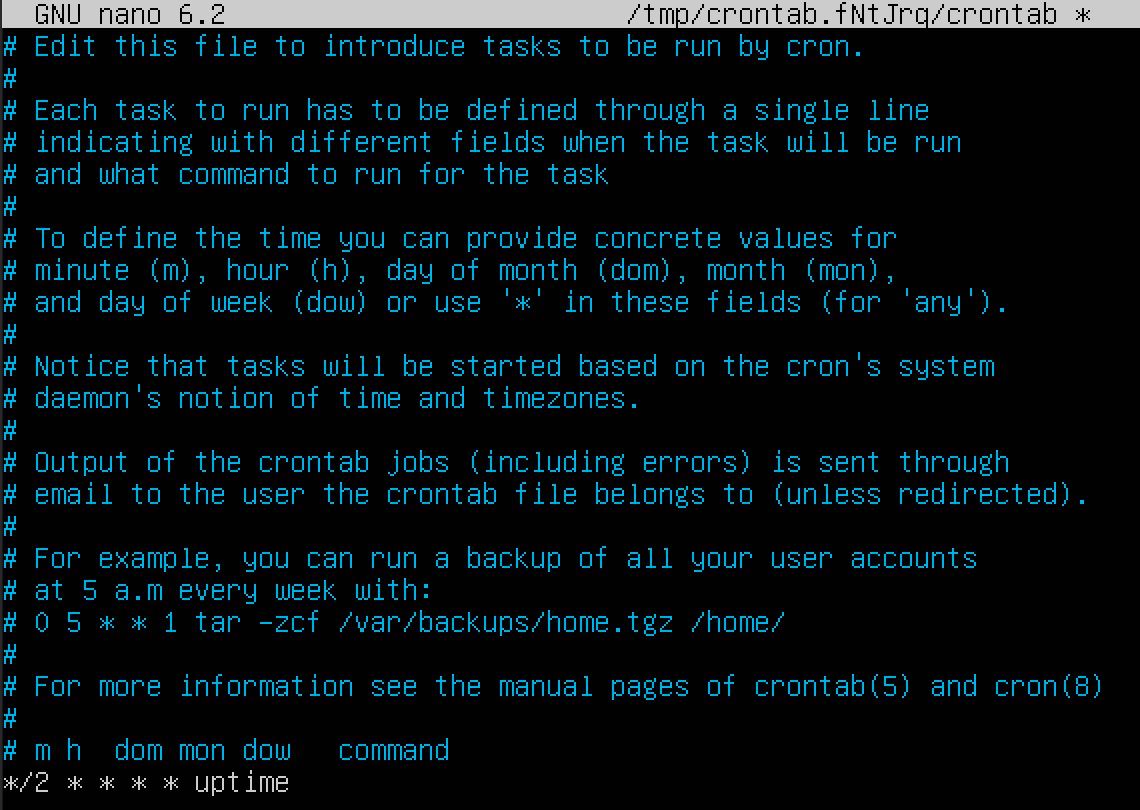 GNU nano 6.2 /tmp/crontab.fNtJrq/crontab *
# Edit this file to introduce tasks to be run by cron.
#
# Each task to run has to be defined through a single line
# indicating with different fields when the task will be run
# and what command to run for the task
#
# To define the time you can provide concrete values for
# minute (m), hour (h), day of month (dom), month (mon),
# and day of week (dow) or use '*' in these fields (for 'any').
#
# Notice that tasks will be started based on the cron's system
# daemon's notion of time and timezones.
#
# Output of the crontab jobs (including errors) is sent through
# email to the user the crontab file belongs to (unless redirected).
#
# For example, you can run a backup of all your user accounts
# at 5 a.m every week with:
# 0 5 * * 1 tar -zcf /var/backups/home.tgz /home/
#
# For more information see the manual pages of crontab(5) and cron(8)
#
# m h  dom mon dow   command
*/2 * * * * uptime